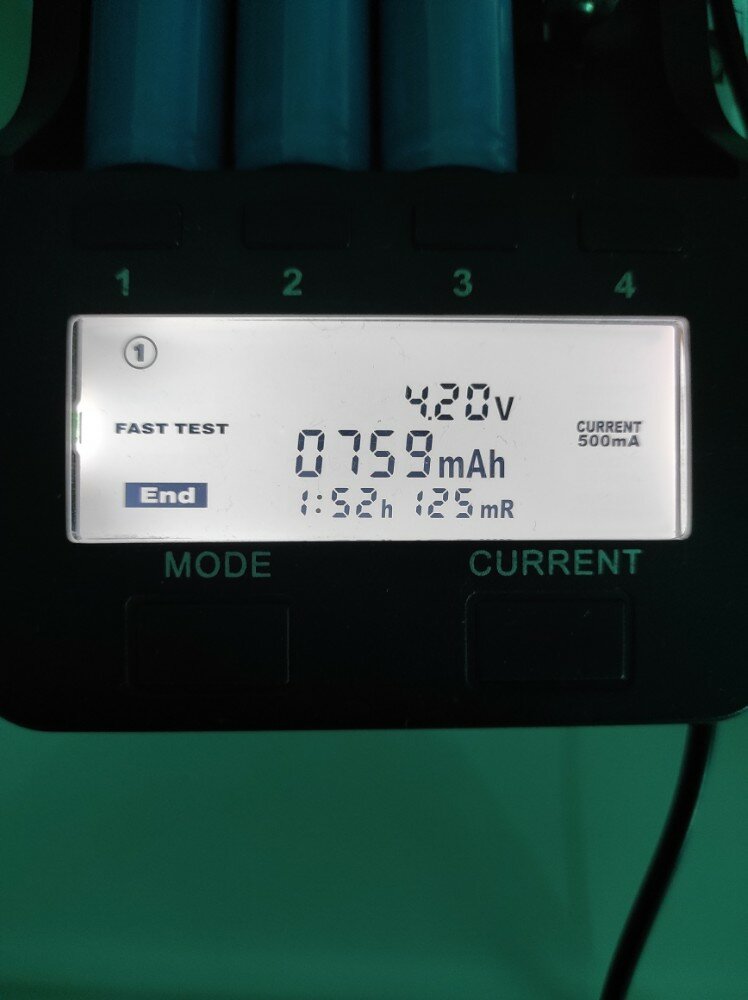 1 2 3 4
1
4.20V
FAST TEST
CURRENT
500mA
0759mAh
End
1:52h 125mR
MODE CURRENT